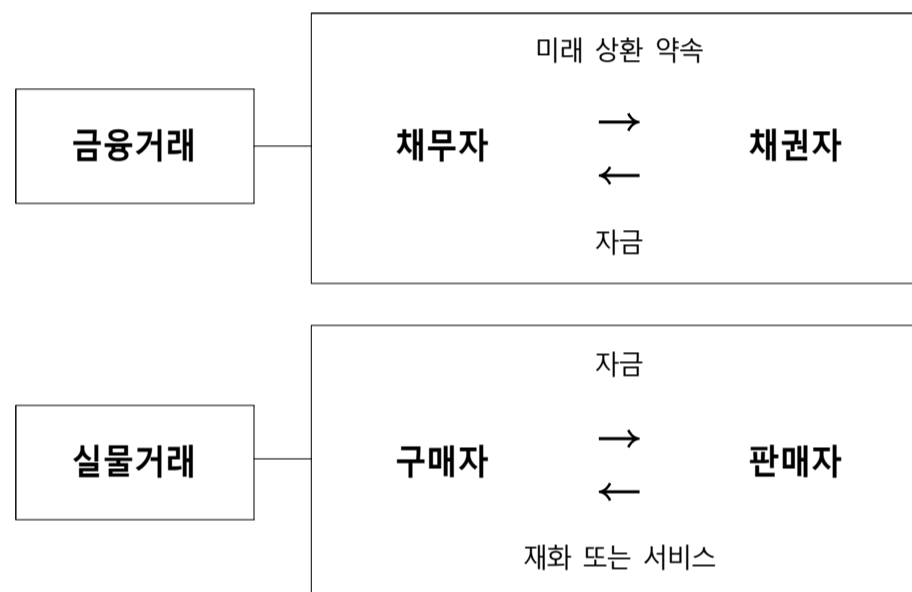 미래 상환 약속
금융거래
채무자
→
채권자
←
자금
자금
실물거래
구매자
→
판매자
←
재화 또는 서비스